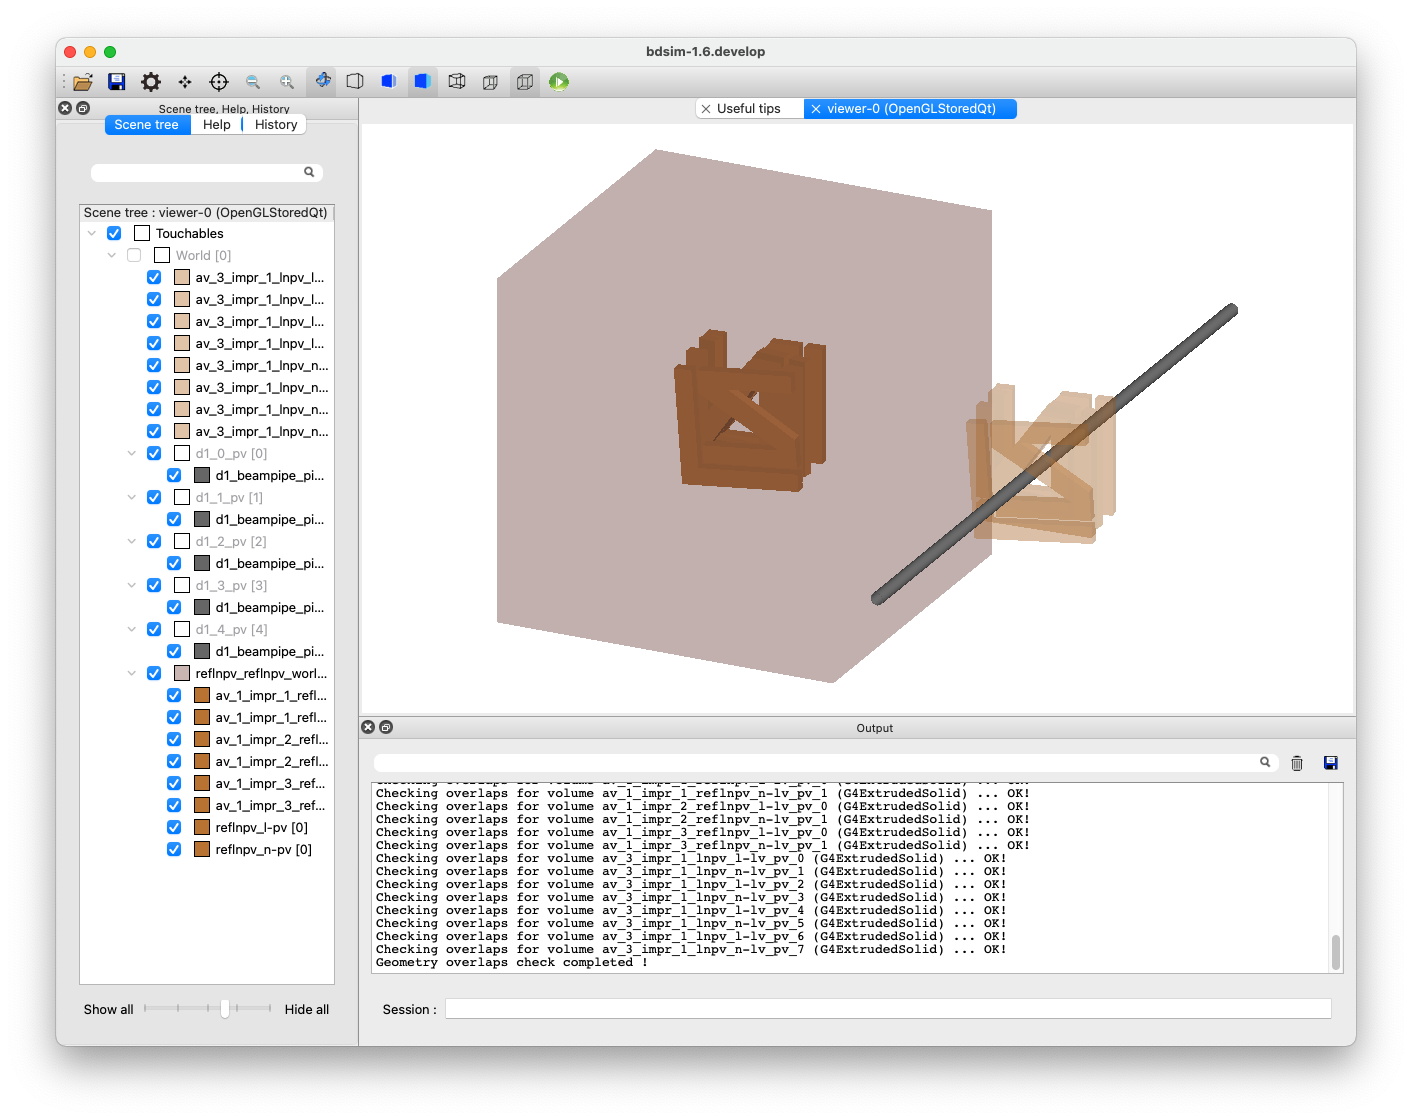 bdsim-1.6.develop
Scene tree, Help, History
Scene tree
Help
History
Useful tips
viewer-0 (OpenGLStoredQt)
Scene tree : viewer-0 (OpenGLStoredQt)
Touchables
World [0]
av_3_impr_1_lnpv_l...
av_3_impr_1_lnpv_l...
av_3_impr_1_lnpv_l...
av_3_impr_1_lnpv_l...
av_3_impr_1_lnpv_n...
av_3_impr_1_lnpv_n...
av_3_impr_1_lnpv_n...
av_3_impr_1_lnpv_n...
d1_0_pv [0]
d1_beampipe_pi...
d1_1_pv [1]
d1_beampipe_pi...
d1_2_pv [2]
d1_beampipe_pi...
d1_3_pv [3]
d1_beampipe_pi...
d1_4_pv [4]
d1_beampipe_pi...
reflnpv_reflnpv_worl...
av_1_impr_1_refl...
av_1_impr_1_refl...
av_1_impr_2_refl...
av_1_impr_2_refl...
av_1_impr_3_ref...
av_1_impr_3_ref...
reflnpv_l-pv [0]
reflnpv_n-pv [0]
Show all
Hide all
Output
Checking overlaps for volume av_1_impr_1_reflnpv_l-lv_pv_0 (G4ExtrudedSolid) ... OK!
Checking overlaps for volume av_1_impr_1_reflnpv_n-lv_pv_1 (G4ExtrudedSolid) ... OK!
Checking overlaps for volume av_1_impr_2_reflnpv_l-lv_pv_0 (G4ExtrudedSolid) ... OK!
Checking overlaps for volume av_1_impr_2_reflnpv_n-lv_pv_1 (G4ExtrudedSolid) ... OK!
Checking overlaps for volume av_1_impr_3_reflnpv_l-lv_pv_0 (G4ExtrudedSolid) ... OK!
Checking overlaps for volume av_1_impr_3_reflnpv_n-lv_pv_1 (G4ExtrudedSolid) ... OK!
Checking overlaps for volume av_3_impr_1_lnpv_l-lv_pv_0 (G4ExtrudedSolid) ... OK!
Checking overlaps for volume av_3_impr_1_lnpv_n-lv_pv_1 (G4ExtrudedSolid) ... OK!
Checking overlaps for volume av_3_impr_1_lnpv_l-lv_pv_2 (G4ExtrudedSolid) ... OK!
Checking overlaps for volume av_3_impr_1_lnpv_n-lv_pv_3 (G4ExtrudedSolid) ... OK!
Checking overlaps for volume av_3_impr_1_lnpv_l-lv_pv_4 (G4ExtrudedSolid) ... OK!
Checking overlaps for volume av_3_impr_1_lnpv_n-lv_pv_5 (G4ExtrudedSolid) ... OK!
Checking overlaps for volume av_3_impr_1_lnpv_l-lv_pv_6 (G4ExtrudedSolid) ... OK!
Checking overlaps for volume av_3_impr_1_lnpv_n-lv_pv_7 (G4ExtrudedSolid) ... OK!
Geometry overlaps check completed !
Session :